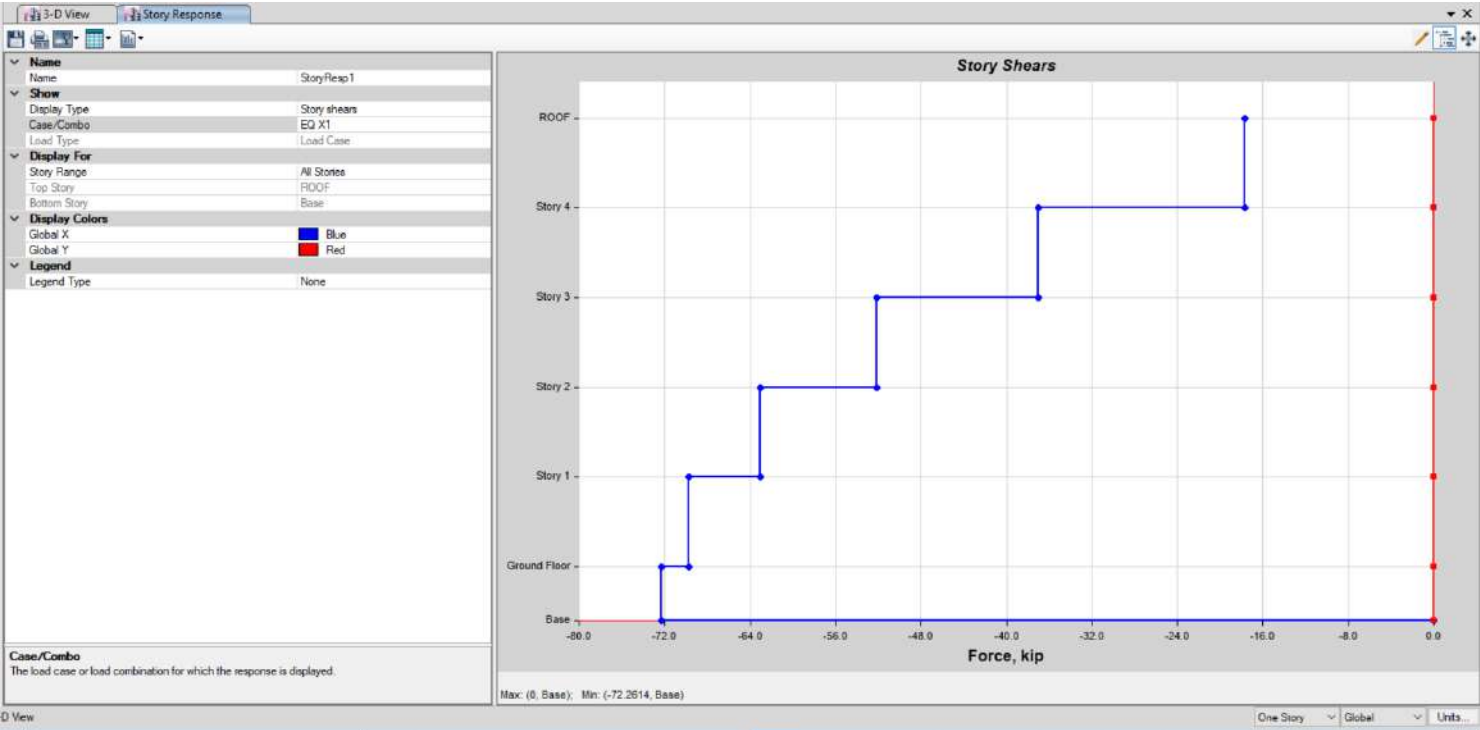 3-D View Story Response
Name
Name StoryResp1
Show
Display Type Story shears
Case/Combo EQ X1
Load Type Load Case
Display For
Story Range All Stories
Top Story ROOF
Bottom Story Base
Display Colors
Global X Blue
Global Y Red
Legend
Legend Type None
Case/Combo
The load case or load combination for which the response is displayed.
Story Shears
ROOF
Story 4
Story 3
Story 2
Story 1
Ground Floor
Base
-80.0 -72.0 -64.0 -56.0 -48.0 -40.0 -32.0 -24.0 -16.0 -8.0 0.0
Force, kip
Max: (0, Base); Min: (-72.2614, Base)
-D View One Story Global Units...